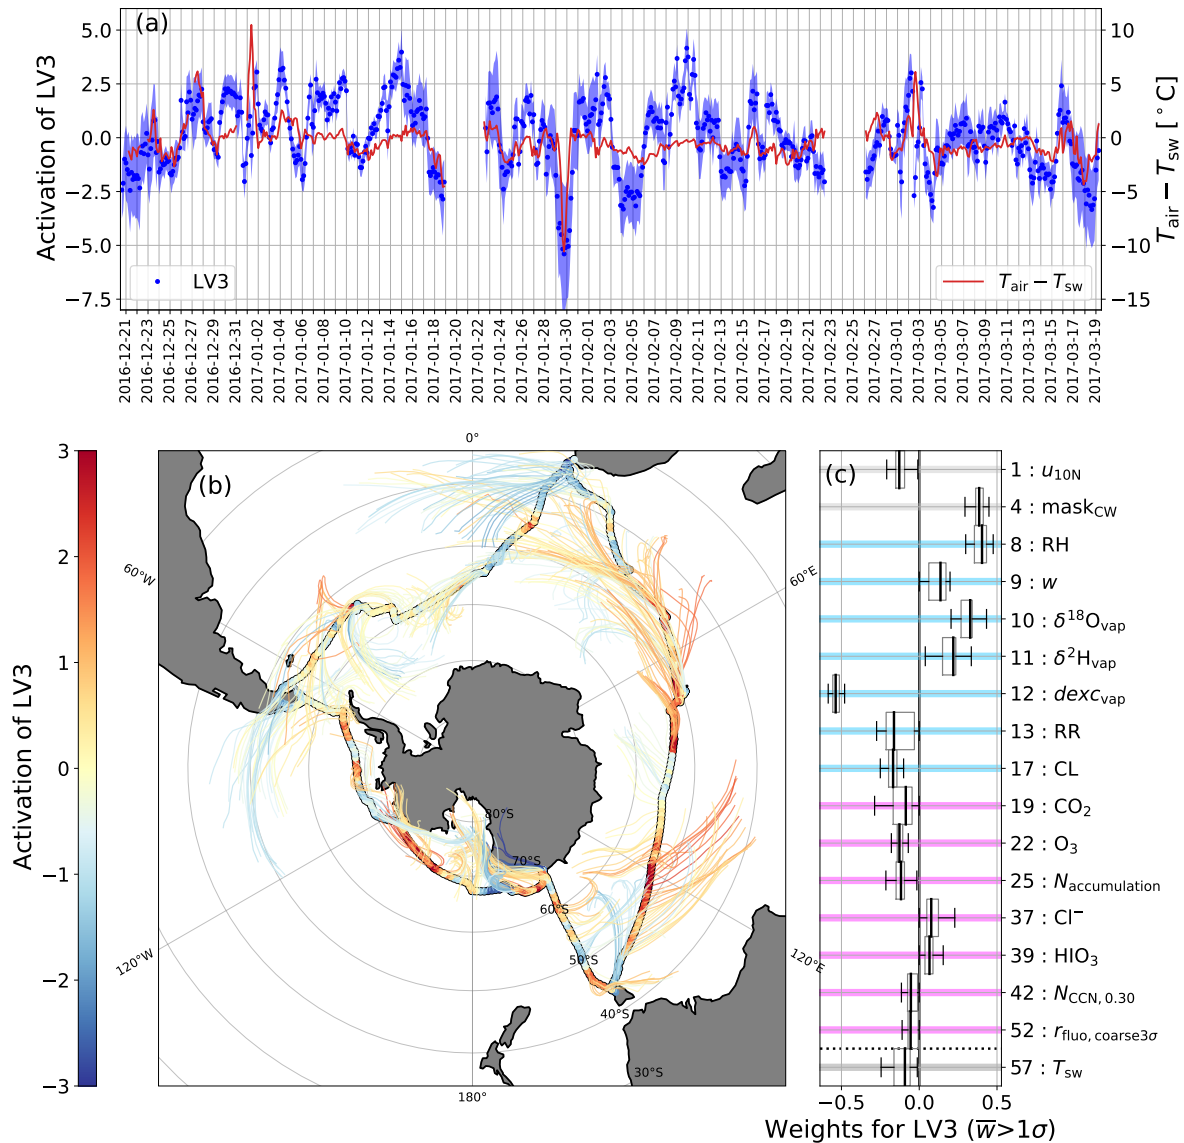 (a)
Activation of LV3
5.0
2.5
0.0
−2.5
−5.0
−7.5
LV3
T_air − T_sw
10
5
0
−5
−10
−15
T_air − T_sw [°C]
2016-12-21
2016-12-23
2016-12-25
2016-12-27
2016-12-29
2016-12-31
2017-01-02
2017-01-04
2017-01-06
2017-01-08
2017-01-10
2017-01-12
2017-01-14
2017-01-16
2017-01-18
2017-01-20
2017-01-22
2017-01-24
2017-01-26
2017-01-28
2017-01-30
2017-02-01
2017-02-03
2017-02-05
2017-02-07
2017-02-09
2017-02-11
2017-02-13
2017-02-15
2017-02-17
2017-02-19
2017-02-21
2017-02-23
2017-02-25
2017-02-27
2017-03-01
2017-03-03
2017-03-05
2017-03-07
2017-03-09
2017-03-11
2017-03-13
2017-03-15
2017-03-17
2017-03-19
Activation of LV3
3
2
1
0
−1
−2
−3
(b)
0°
60°W
60°E
120°W
120°E
180°
80°S
70°S
60°S
50°S
40°S
30°S
(c)
1 : u_10N
4 : mask_CW
8 : RH
9 : w
10 : δ¹⁸O_vap
11 : δ²H_vap
12 : dexc_vap
13 : RR
17 : CL
19 : CO₂
22 : O₃
25 : N_accumulation
37 : Cl⁻
39 : HIO₃
42 : N_CCN, 0.30
52 : r_fluo, coarse3σ
57 : T_sw
−0.5
0.0
0.5
Weights for LV3 (w̅>1σ)